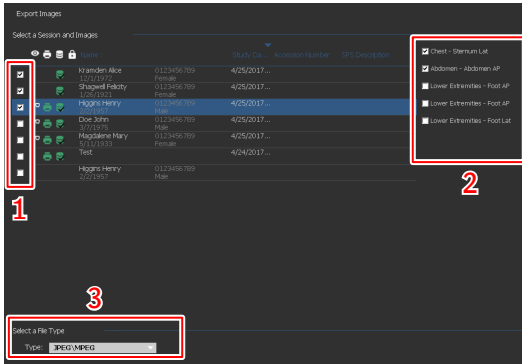 Export Images
Select a Session and Images
Name Study Da... Accession Number SPS Description
Kramden Alice 0123456789 4/25/2017...
12/1/1972 Female
Shagwell Felicity 0123456789 4/25/2017...
1/26/1921 Female
Higgins Henry 0123456789 4/25/2017...
2/2/1957 Male
Doe John 0123456789 4/25/2017...
3/7/1975 Male
Magdalene Mary 0123456789 4/25/2017...
5/11/1933 Female
Test 4/24/2017...
Higgins Henry 0123456789
2/2/1957 Male
1
Chest - Sternum Lat
Abdomen - Abdomen AP
Lower Extremities - Foot AP
Lower Extremities - Foot AP
Lower Extremities - Foot Lat
2
3
Select a File Type
Type: JPEG\MPEG